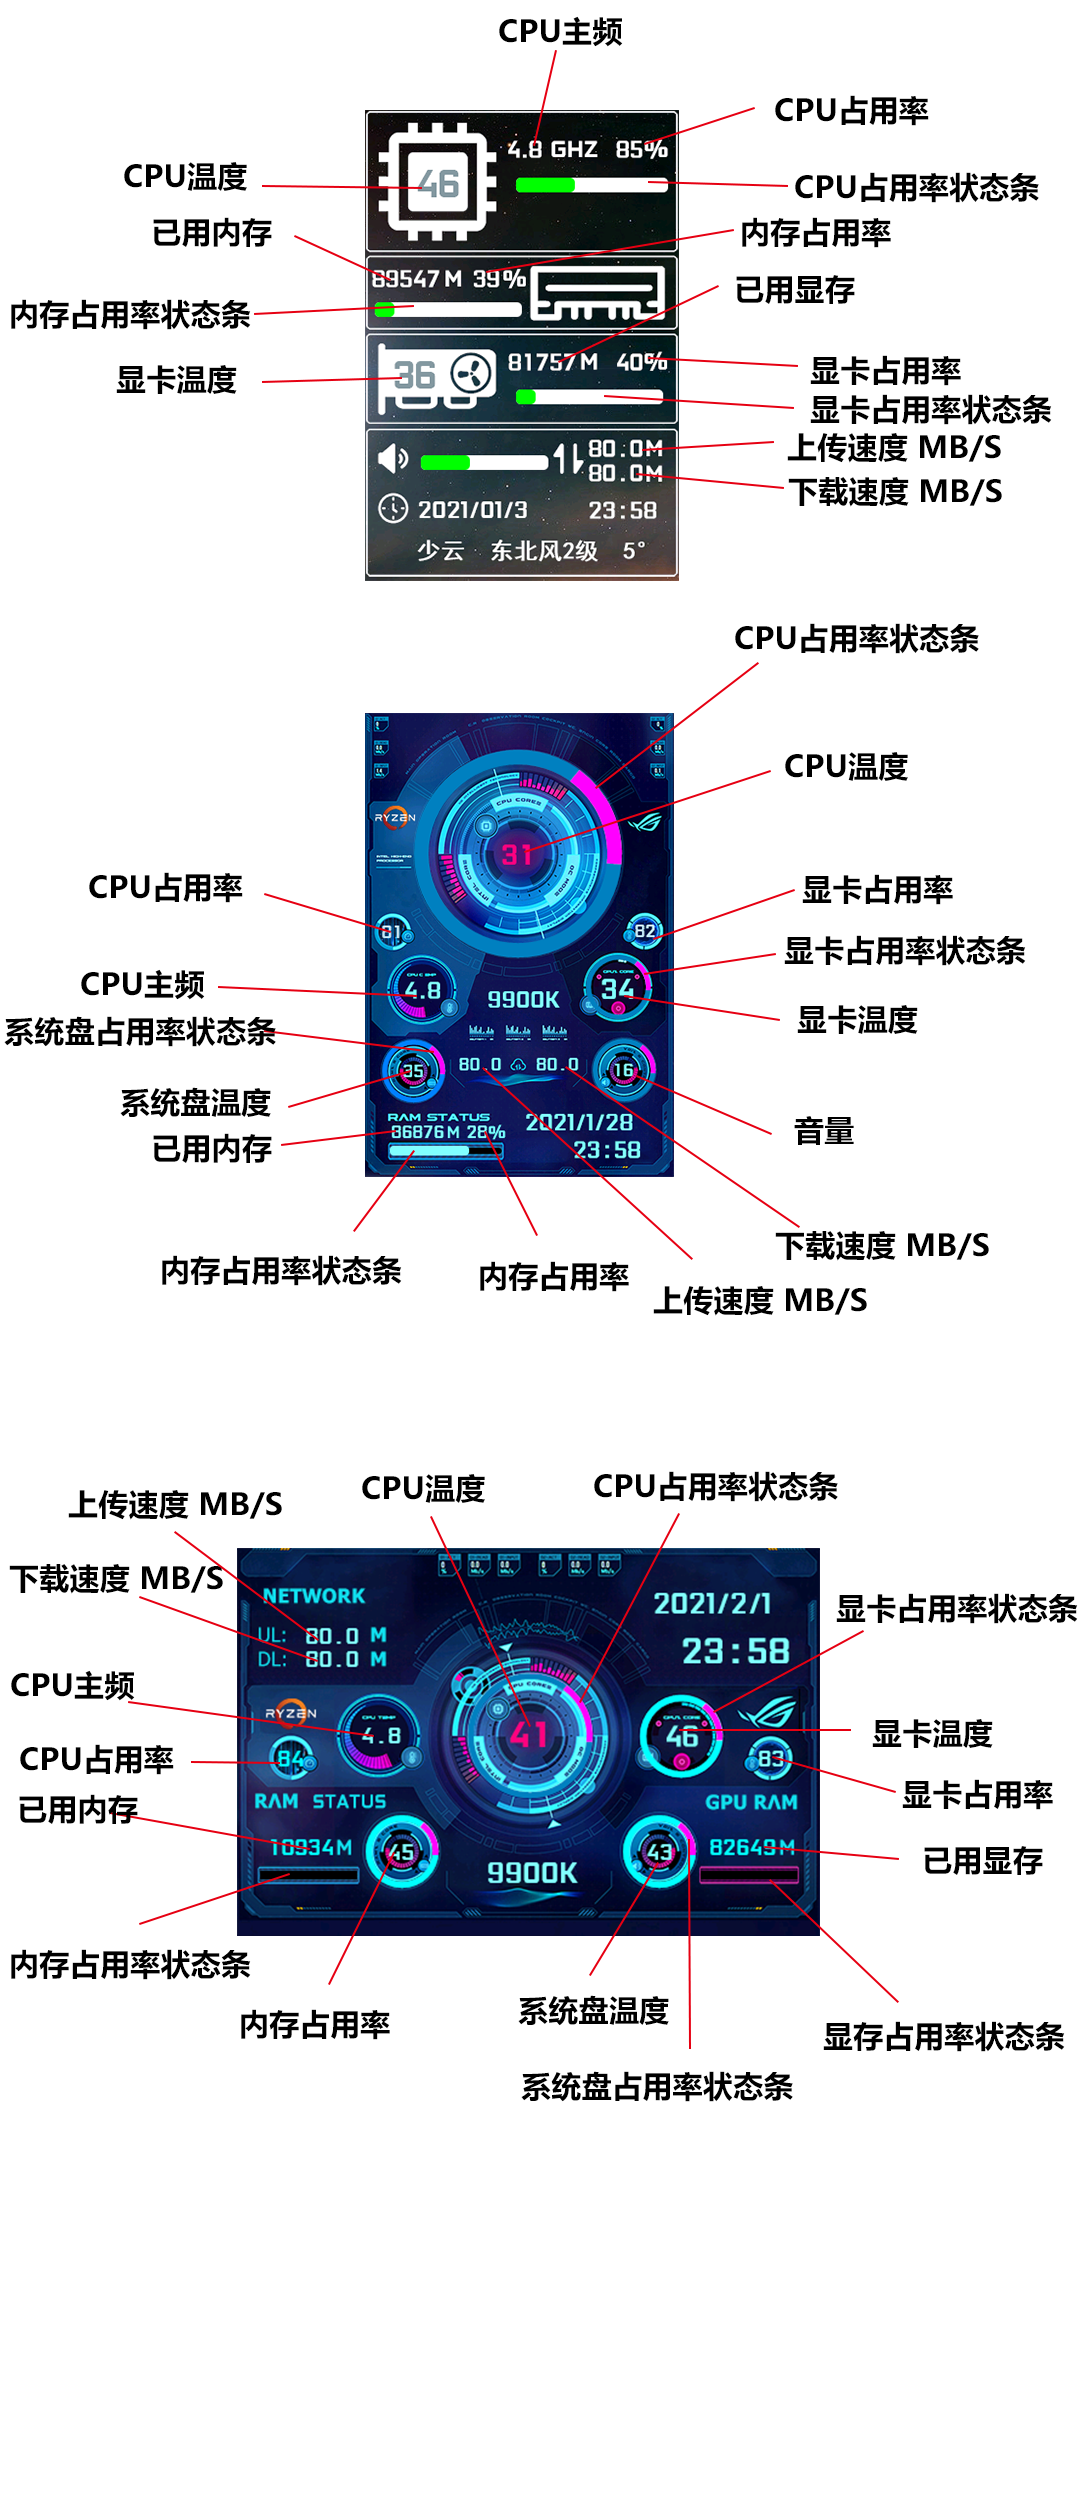 CPU主频
CPU占用率
4.8 GHZ 85%
CPU温度
46
CPU占用率状态条
已用内存
内存占用率
89547 M 39%
已用显存
内存占用率状态条
81757 M 40%
显卡温度
36
显卡占用率
显卡占用率状态条
80.0M
上传速度 MB/S
80.0M
下载速度 MB/S
2021/01/3 23:58
少云 东北风2级 5°
CPU占用率状态条
CPU温度
CPU CORES
RYZEN
INTEL HIGH-END
PROCESSOR
31
INTEL CORE
OC MODS
CPU占用率
显卡占用率
81
82
显卡占用率状态条
CPU主频
4.8
34
9900K
显卡温度
系统盘占用率状态条
80.0
80.0
35
16
系统盘温度
RAM STATUS
2021/1/28
音量
已用内存
36876 M 28%
23:58
下载速度 MB/S
内存占用率状态条
内存占用率
上传速度 MB/S
CPU温度
CPU占用率状态条
上传速度 MB/S
下载速度 MB/S
NETWORK
2021/2/1
显卡占用率状态条
UL: 80.0 M
DL: 80.0 M
23:58
CPU主频
CPU CORES
RYZEN
CPU TEMP
4.8
41
46
显卡温度
CPU占用率
84
83
显卡占用率
已用内存
RAM STATUS
GPU RAM
10934M
45
43
82649M
已用显存
9900K
内存占用率状态条
内存占用率
系统盘温度
显存占用率状态条
系统盘占用率状态条